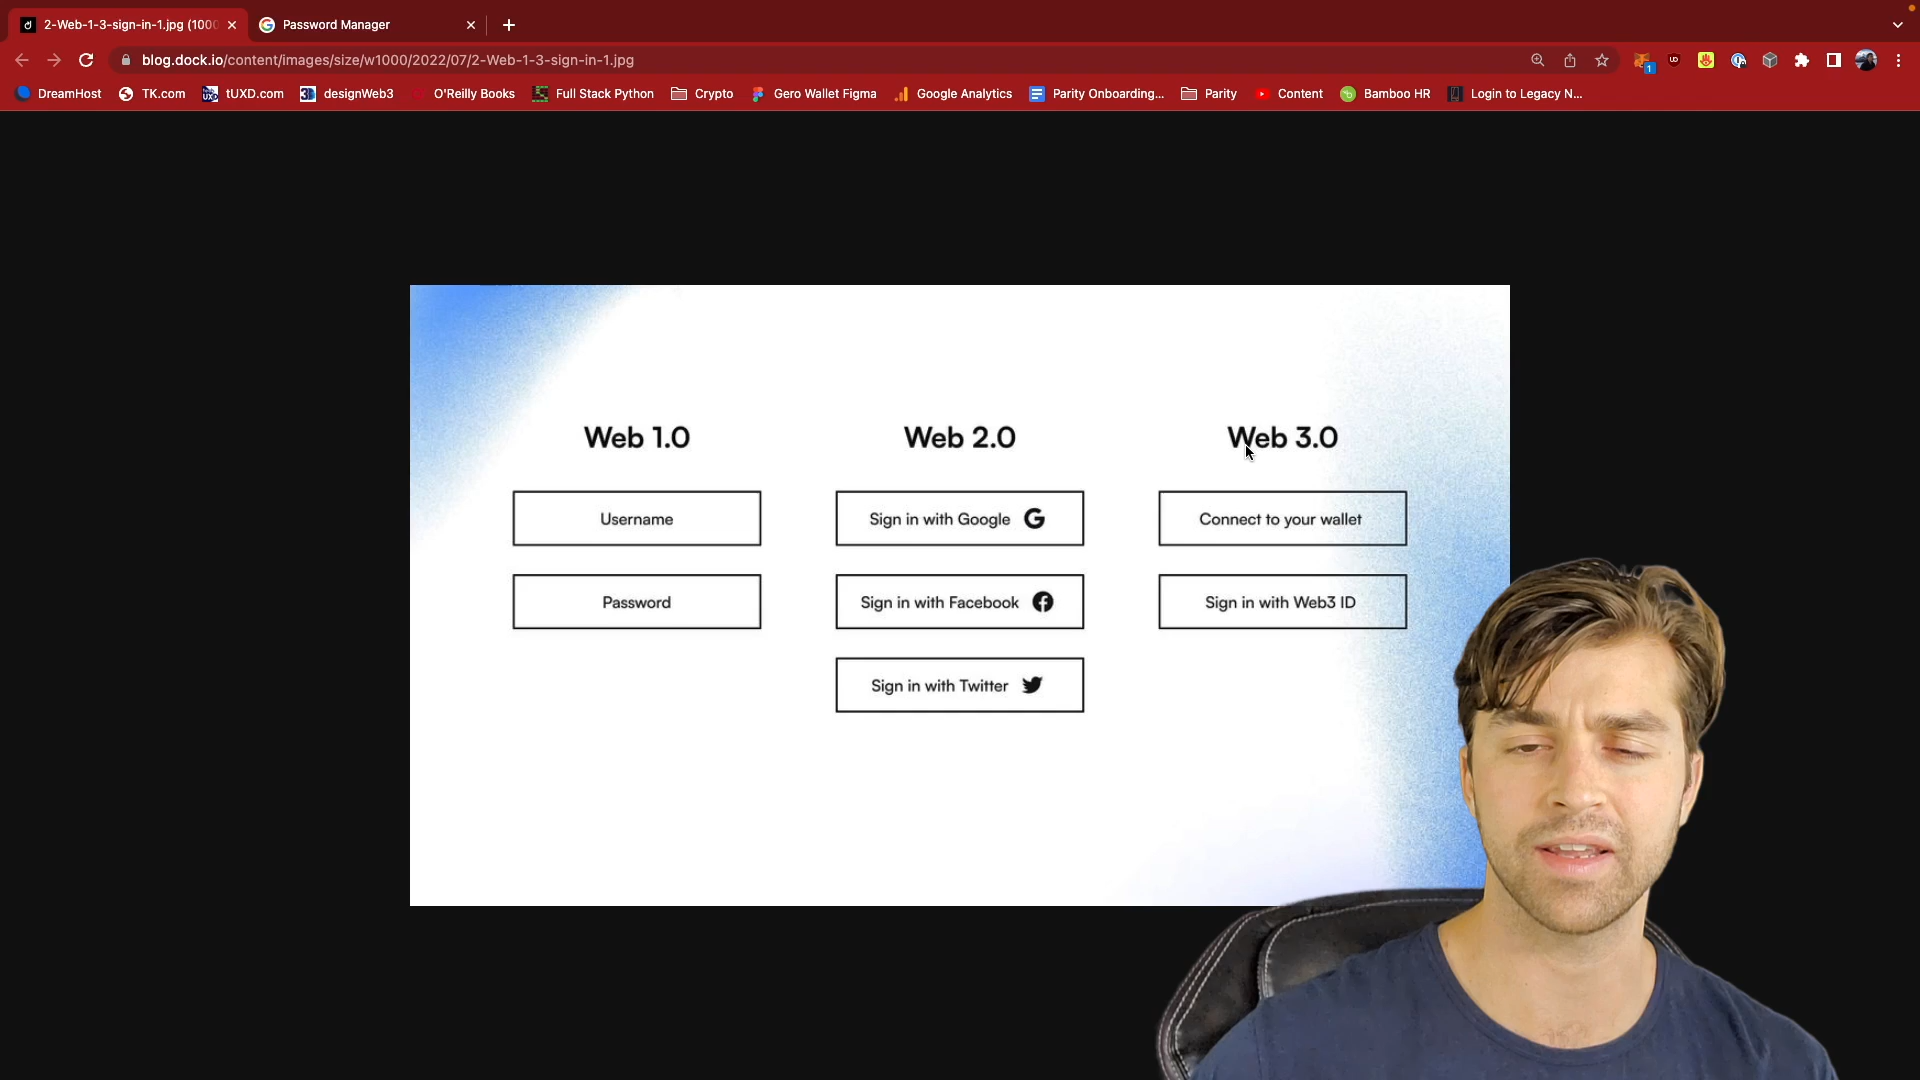 2-Web-1-3-sign-in-1.jpg (100
Password Manager
blog.dock.io/content/images/size/w1000/2022/07/2-Web-1-3-sign-in-1.jpg
1
DreamHost
TK.com
tUXD.com
designWeb3
O'Reilly Books
Full Stack Python
Crypto
Gero Wallet Figma
Google Analytics
Parity Onboarding...
Parity
Content
Bamboo HR
Login to Legacy N...
Web 1.0
Username
Password
Web 2.0
Sign in with Google
Sign in with Facebook
Sign in with Twitter
Web 3.0
Connect to your wallet
Sign in with Web3 ID